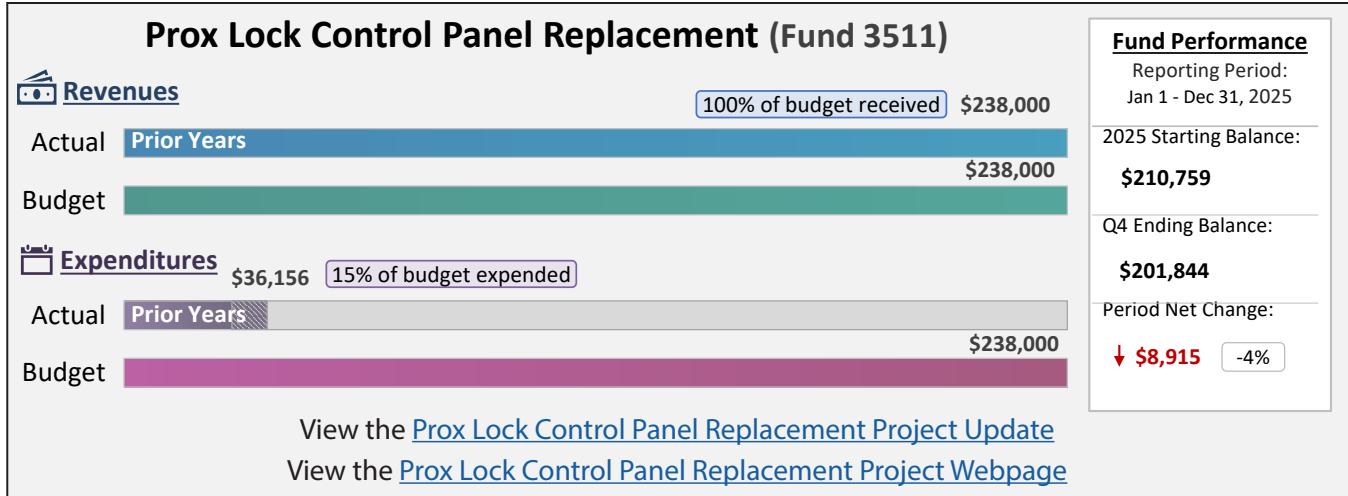 Prox Lock Control Panel Replacement (Fund 3511)
Revenues
100% of budget received $238,000
Actual Prior Years
$238,000
Budget
Expenditures
$36,156 15% of budget expended
Actual Prior Years
$238,000
Budget
View the Prox Lock Control Panel Replacement Project Update
View the Prox Lock Control Panel Replacement Project Webpage
Fund Performance
Reporting Period:
Jan 1 - Dec 31, 2025
2025 Starting Balance:
$210,759
Q4 Ending Balance:
$201,844
Period Net Change:
$8,915 -4%